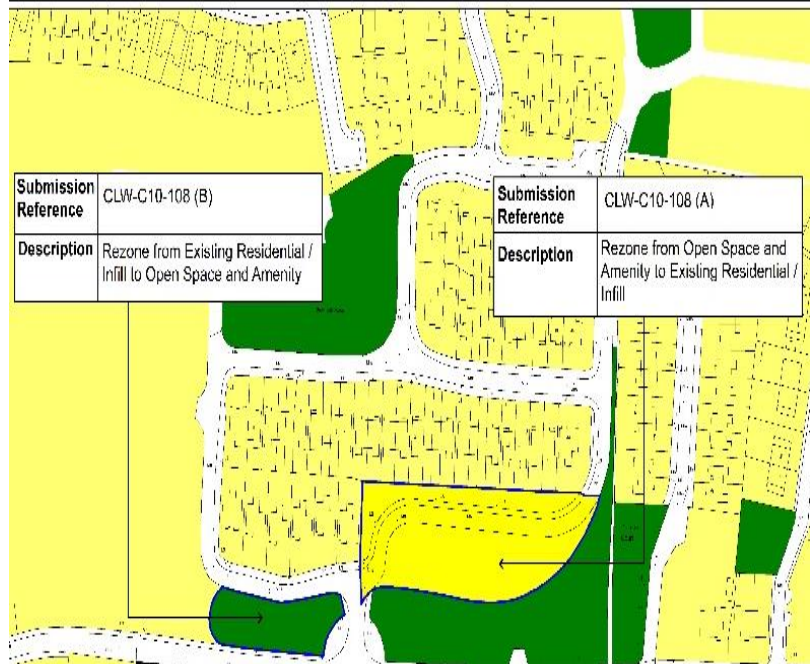 Submission Reference CLW-C10-108 (B)
Description Rezone from Existing Residential /
Infill to Open Space and Amenity
Submission Reference CLW-C10-108 (A)
Description Rezone from Open Space and
Amenity to Existing Residential /
Infill